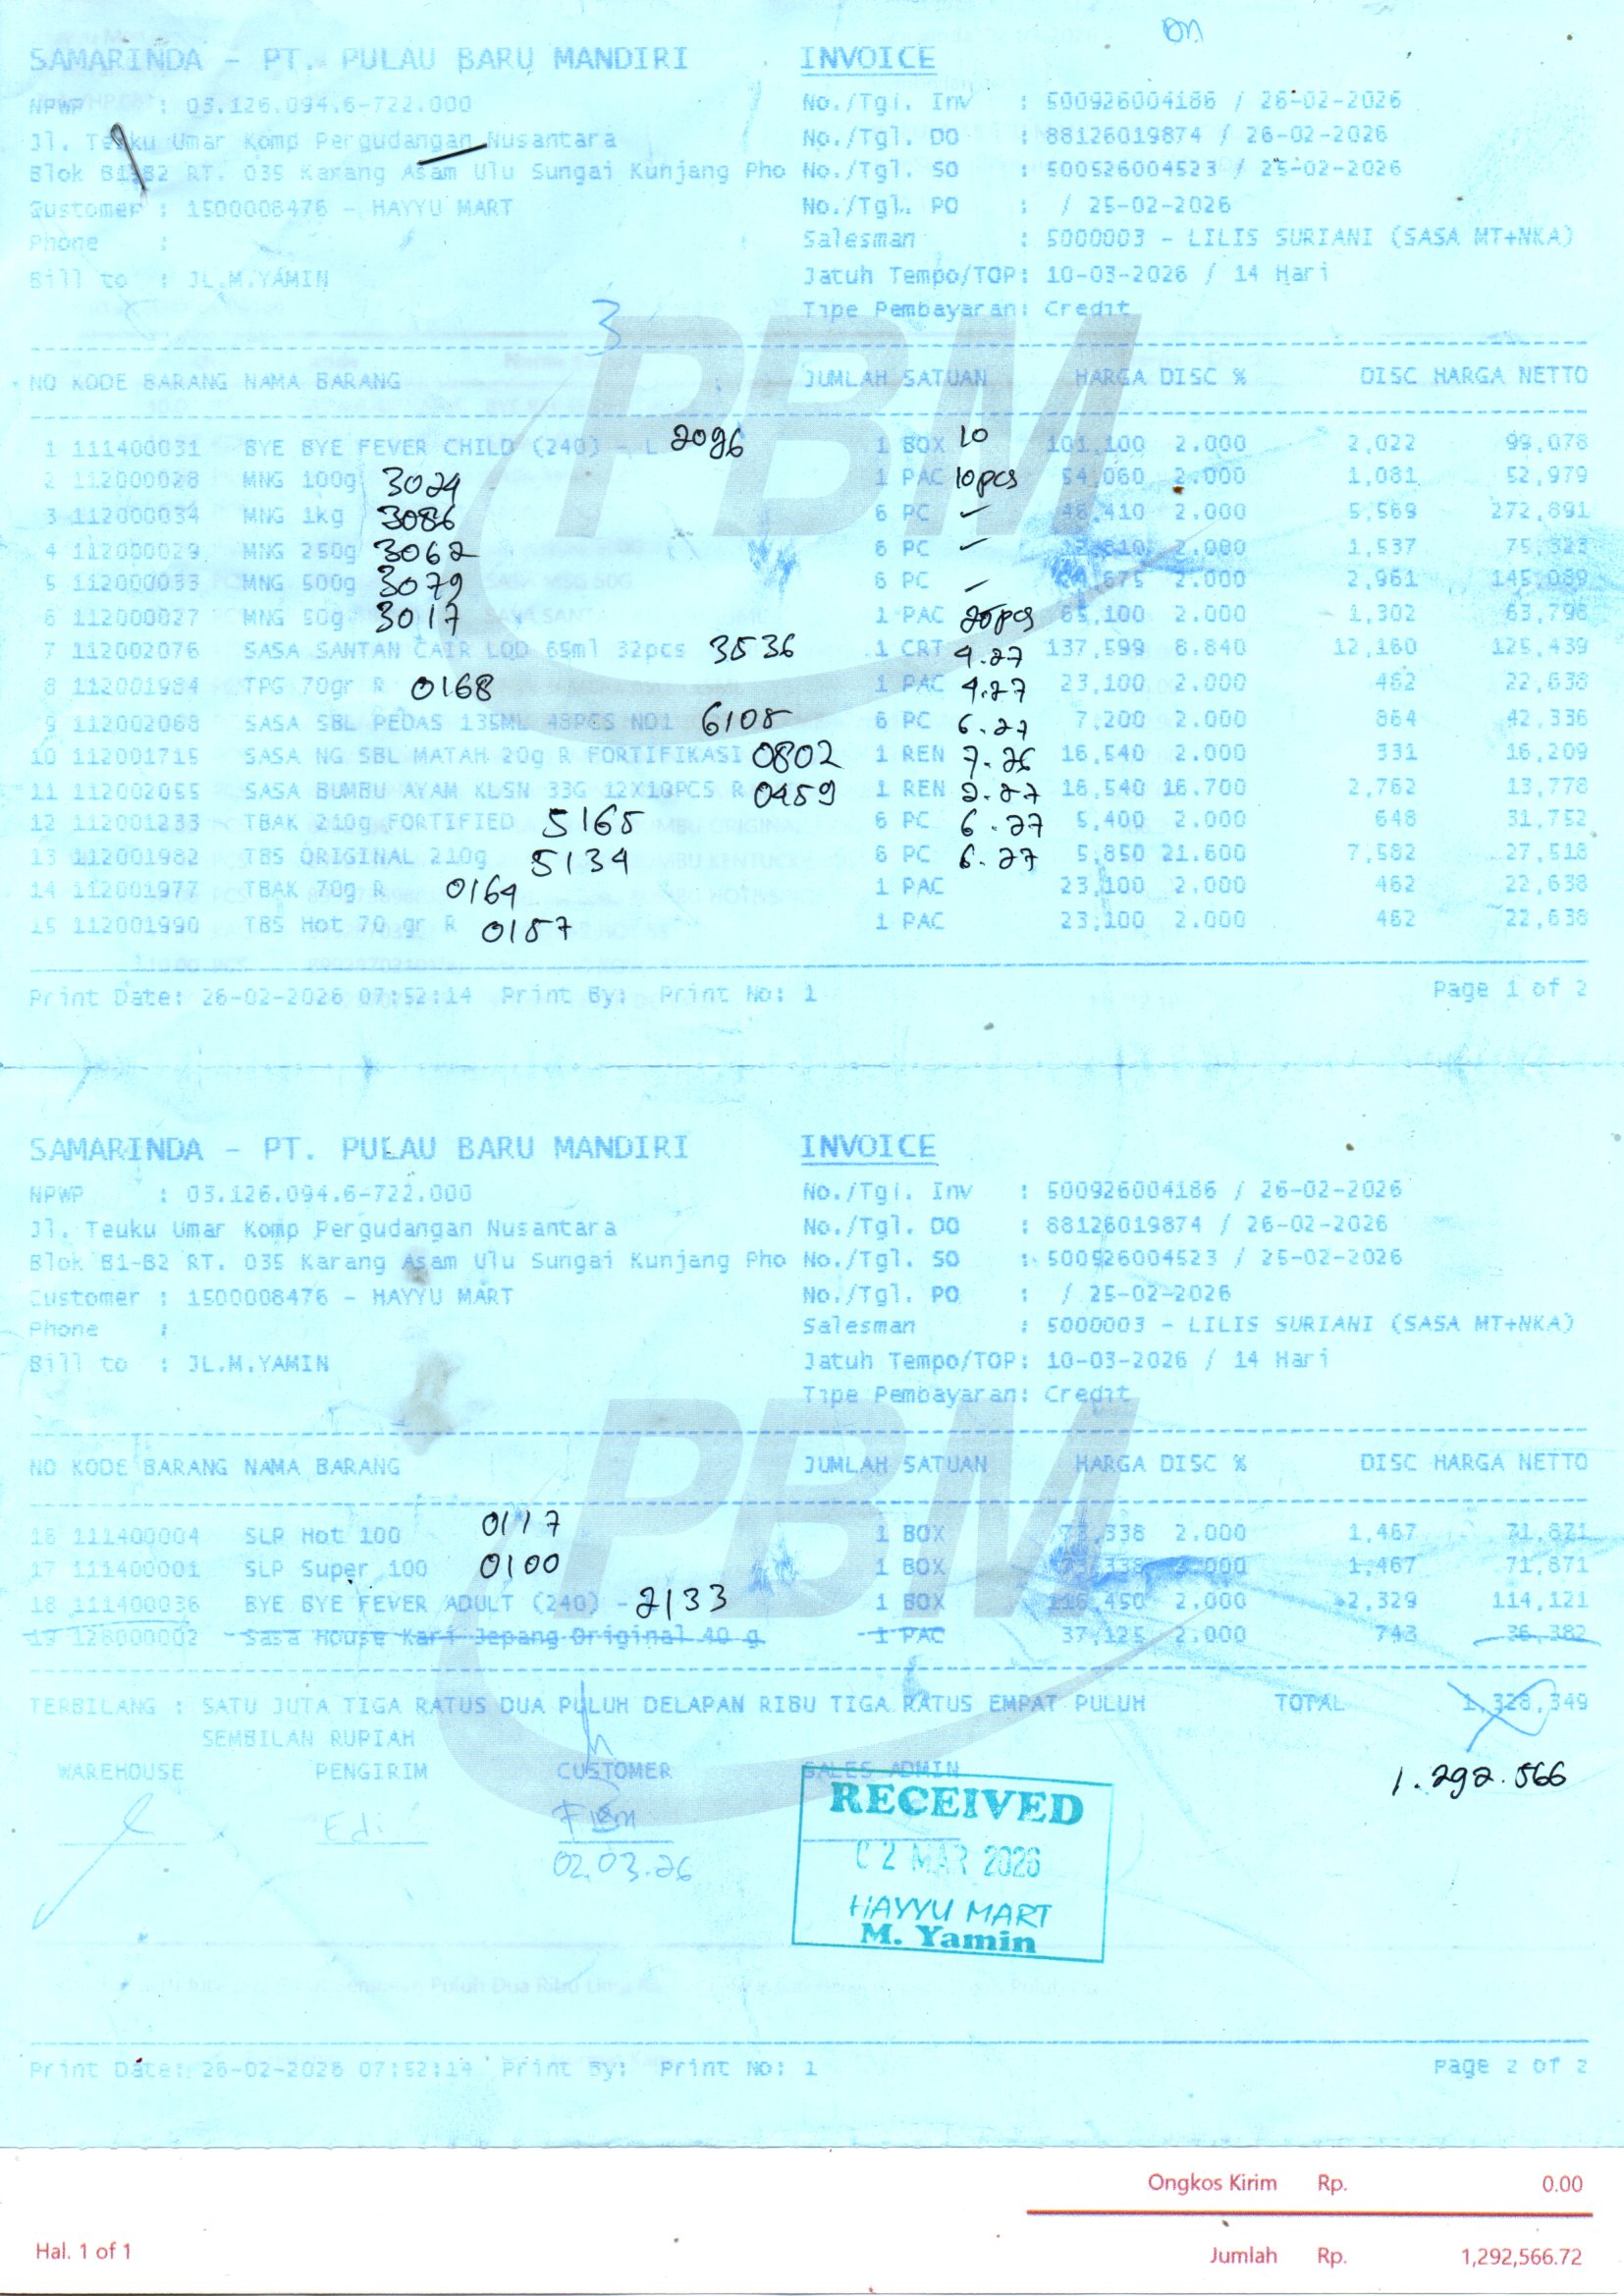 on
SAMARINDA - PT. PULAU BARU MANDIRI INVOICE
NPWP : 03.126.094.6-722.000 No./Tgl. Inv : 500926004186 / 26-02-2026
Jl. Teuku Umar Komp Pergudangan Nusantara No./Tgl. DO : 88126019874 / 26-02-2026
Blok B1-B2 RT. 035 Karang Asam Ulu Sungai Kunjang Pho No./Tgl. SO : 500526004523 / 25-02-2026
Customer : 1500008476 - HAYYU MART No./Tgl. PO : / 25-02-2026
Phone : Salesman : 5000003 - LILIS SURIANI (SASA MT+NKA)
Bill to : JL.M.YAMIN Jatuh Tempo/TOP: 10-03-2026 / 14 Hari
3 Tipe Pembayaran: Credit
PBM
NO KODE BARANG NAMA BARANG JUMLAH SATUAN HARGA DISC % DISC HARGA NETTO
1 111400031 BYE BYE FEVER CHILD (240) - L 2096 1 BOX 10 101,100 2.000 2,022 99,078
2 112000028 MNG 100g 3024 1 PAC 10pcs 54,060 2.000 1,081 52,979
3 112000034 MNG 1kg 3086 6 PC ✓ 46,410 2.000 5,569 272,891
4 112000029 MNG 250g 3062 6 PC ✓ 2.000 1,537 75,323
5 112000033 MNG 500g 3079 6 PC ✓ 24,675 2.000 2,961 145,089
6 112000027 MNG 50g 3017 1 PAC 20pcs 65,100 2.000 1,302 63,798
7 112002076 SASA SANTAN CAIR LQD 65ml 32pcs 3536 1 CRT 4.27 137,599 8.840 12,160 125,439
8 112001984 TPG 70gr R 0168 1 PAC 4.27 23,100 2.000 462 22,638
9 112002068 SASA SBL PEDAS 135ML 48PCS NO1 6105 6 PC 6.27 7,200 2.000 864 42,336
10 112001715 SASA NG SBL MATAH 20g R FORTIFIKASI 0802 1 REN 7.26 16,540 2.000 331 16,209
11 112002055 SASA BUMBU AYAM KLSN 33G 12X10PCS R 0459 1 REN 2.27 16,540 16.700 2,762 13,778
12 112001233 TBAK 210g FORTIFIED 5165 6 PC 6.27 5,400 2.000 648 31,752
13 112001982 TBS ORIGINAL 210g 5134 6 PC 6.27 5,850 21.600 7,582 27,518
14 112001977 TBAK 70g R 0164 1 PAC 23,100 2.000 462 22,638
15 112001990 TBS Hot 70 gr R 0157 1 PAC 23,100 2.000 462 22,638
Print Date: 26-02-2026 07:52:14 Print By: Print No: 1 Page 1 of 2
SAMARINDA - PT. PULAU BARU MANDIRI INVOICE
NPWP : 03.126.094.6-722.000 No./Tgl. Inv : 500926004186 / 26-02-2026
Jl. Teuku Umar Komp Pergudangan Nusantara No./Tgl. DO : 88126019874 / 26-02-2026
Blok B1-B2 RT. 035 Karang Asam Ulu Sungai Kunjang Pho No./Tgl. SO : 500526004523 / 25-02-2026
Customer : 1500008476 - HAYYU MART No./Tgl. PO : / 25-02-2026
Phone : Salesman : 5000003 - LILIS SURIANI (SASA MT+NKA)
Bill to : JL.M.YAMIN Jatuh Tempo/TOP: 10-03-2026 / 14 Hari
Tipe Pembayaran: Credit
PBM
NO KODE BARANG NAMA BARANG JUMLAH SATUAN HARGA DISC % DISC HARGA NETTO
16 111400004 SLP Hot 100 0117 1 BOX 73,338 2.000 1,467 71,871
17 111400001 SLP Super 100 0100 1 BOX 73,338 2.000 1,467 71,871
18 111400036 BYE BYE FEVER ADULT (240) - 2133 1 BOX 116,450 2.000 2,329 114,121
19 128000002 Sasa House Kari Jepang Original 40 g 1 PAC 37,125 2.000 743 36,382
TERBILANG : SATU JUTA TIGA RATUS DUA PULUH DELAPAN RIBU TIGA RATUS EMPAT PULUH TOTAL 1,328,349
SEMBILAN RUPIAH
WAREHOUSE PENGIRIM CUSTOMER SALES ADMIN
1.292.566
Edi
02.03.26
RECEIVED
02 MAR 2026
HAYYU MART
M. Yamin
Print Date: 26-02-2026 07:52:14 Print By: Print No: 1 Page 2 of 2
Ongkos Kirim Rp. 0.00
Hal. 1 of 1 Jumlah Rp. 1,292,566.72